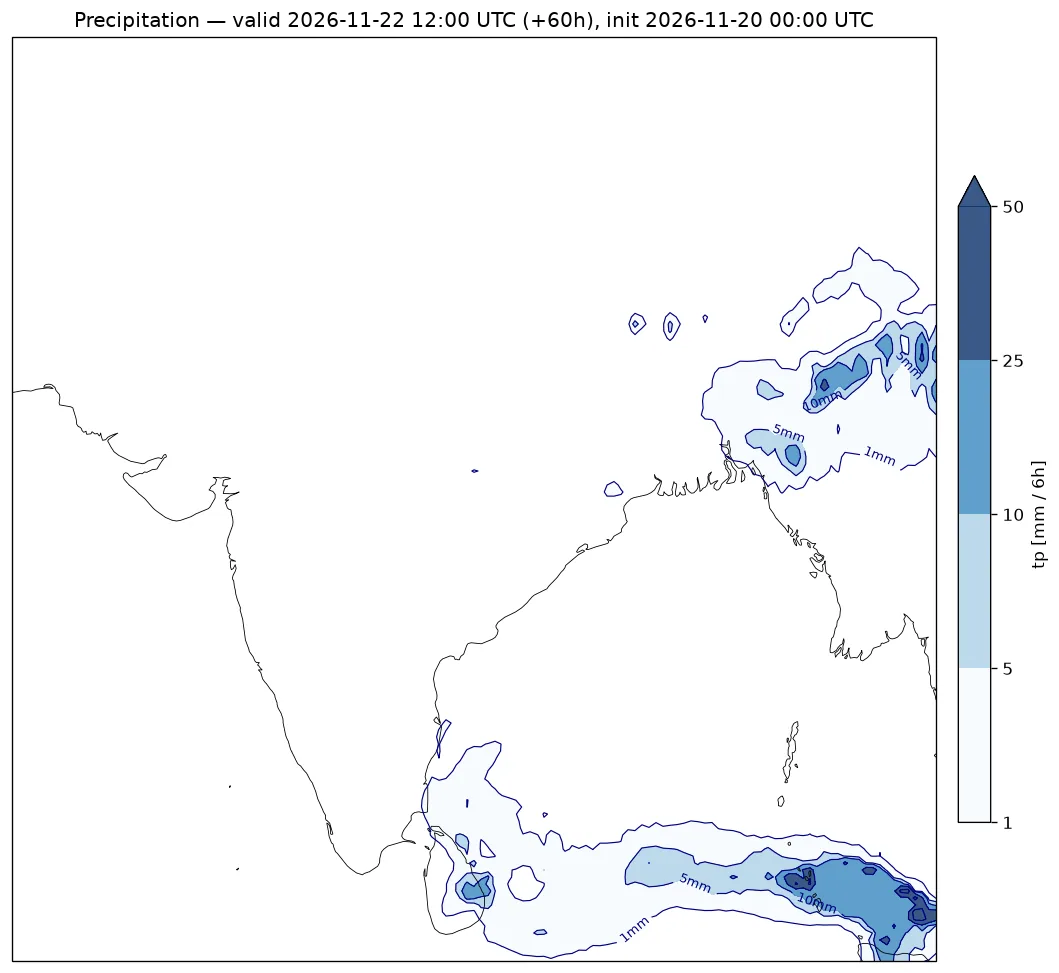 Precipitation — valid 2026-11-22 12:00 UTC (+60h), init 2026-11-20 00:00 UTC
50
25
10
5
1
tp [mm / 6h]
5mm
10mm
5mm
1mm
5mm
10mm
1mm